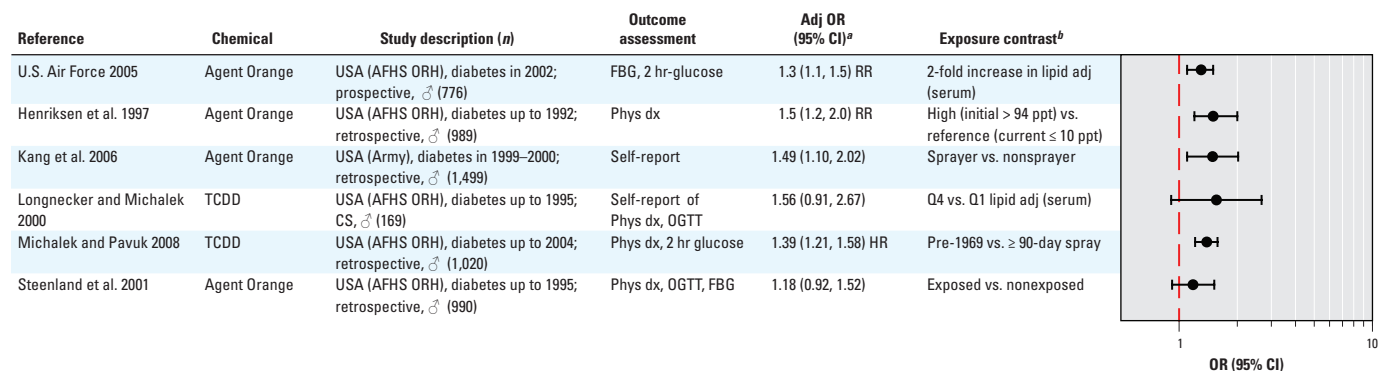 Reference Chemical Study description (n) Outcome assessment Adj OR (95% CI)a Exposure contrastb
U.S. Air Force 2005 Agent Orange USA (AFHS ORH), diabetes in 2002; FBG, 2 hr-glucose 1.3 (1.1, 1.5) RR 2-fold increase in lipid adj
prospective, ♂ (776) (serum)
Henriksen et al. 1997 Agent Orange USA (AFHS ORH), diabetes up to 1992; Phys dx 1.5 (1.2, 2.0) RR High (initial > 94 ppt) vs.
retrospective, ♂ (989) reference (current ≤ 10 ppt)
Kang et al. 2006 Agent Orange USA (Army), diabetes in 1999–2000; Self-report 1.49 (1.10, 2.02) Sprayer vs. nonsprayer
retrospective, ♂ (1,499)
Longnecker and Michalek TCDD USA (AFHS ORH), diabetes up to 1995; Self-report of 1.56 (0.91, 2.67) Q4 vs. Q1 lipid adj (serum)
2000 CS, ♂ (169) Phys dx, OGTT
Michalek and Pavuk 2008 TCDD USA (AFHS ORH), diabetes up to 2004; Phys dx, 2 hr glucose 1.39 (1.21, 1.58) HR Pre-1969 vs. ≥ 90-day spray
retrospective, ♂ (1,020)
Steenland et al. 2001 Agent Orange USA (AFHS ORH), diabetes up to 1995; Phys dx, OGTT, FBG 1.18 (0.92, 1.52) Exposed vs. nonexposed
retrospective, ♂ (990)
1 10
OR (95% CI)